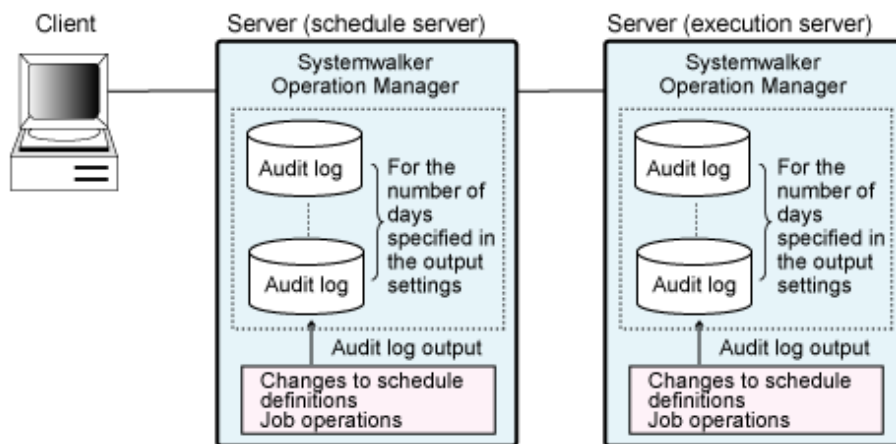 Client
Server (schedule server)
Systemwalker
Operation Manager
Audit log
Audit log
For the
number of
days
specified in
the output
settings
Audit log output
Changes to schedule
definitions
Job operations
Server (execution server)
Systemwalker
Operation Manager
Audit log
Audit log
For the
number of
days
specified in
the output
settings
Audit log output
Changes to schedule
definitions
Job operations